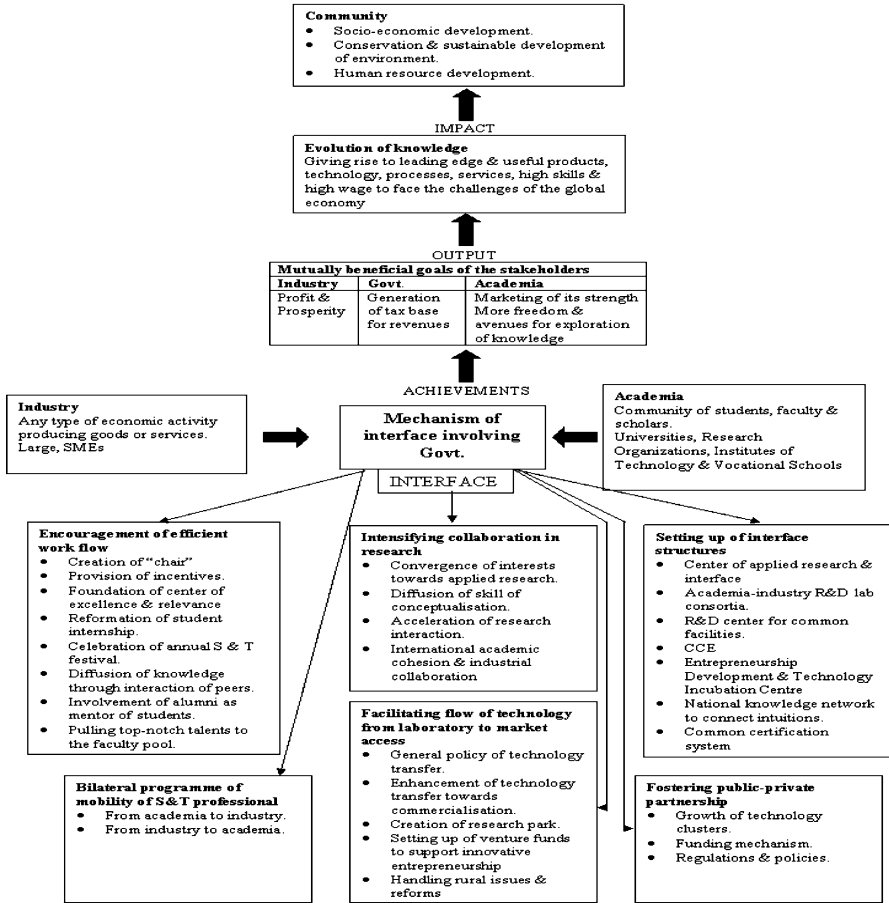 Community
• Socio-economic development.
• Conservation & sustainable development
of environment.
• Human resource development.
IMPACT
Evolution of knowledge
Giving rise to leading edge & useful products,
technology, processes, services, high skills &
high wage to face the challenges of the global
economy
OUTPUT
Mutually beneficial goals of the stakeholders
Industry
Profit &
Prosperity
Govt.
Generation
of tax base
for revenues
Academia
Marketing of its strength
More freedom &
avenues for exploration
of knowledge
ACHIEVEMENTS
Industry
Any type of economic activity
producing goods or services.
Large, SMEs
Mechanism of
interface involving
Govt.
INTERFACE
Academia
Community of students, faculty &
scholars.
Universities, Research
Organizations, Institutes of
Technology & Vocational Schools
Encouragement of efficient
work flow
• Creation of “chair”
• Provision of incentives.
• Foundation of center of
excellence & relevance
• Reformation of student
internship.
• Celebration of annual S & T
festival.
• Diffusion of knowledge
through interaction of peers.
• Involvement of alumni as
mentor of students.
• Pulling top-notch talents to
the faculty pool.
Intensifying collaboration in
research
• Convergence of interests
towards applied research.
• Diffusion of skill of
conceptualisation.
• Acceleration of research
interaction.
• International academic
cohesion & industrial
collaboration
Setting up of interface
structures
• Center of applied research &
interface
• Academia-industry R&D lab
consortia.
• R&D center for common
facilities.
• CCE
• Entrepreneurship
Development & Technology
Incubation Centre
• National knowledge network
to connect intuitions.
• Common certification
system
Bilateral programme of
mobility of S&T professional
• From academia to industry.
• From industry to academia.
Facilitating flow of technology
from laboratory to market
access
• General policy of technology
transfer.
• Enhancement of technology
transfer towards
commercialisation.
• Creation of research park.
• Setting up of venture funds
to support innovative
entrepreneurship
• Handling rural issues &
reforms
Fostering public-private
partnership
• Growth of technology
clusters.
• Funding mechanism.
• Regulations & policies.